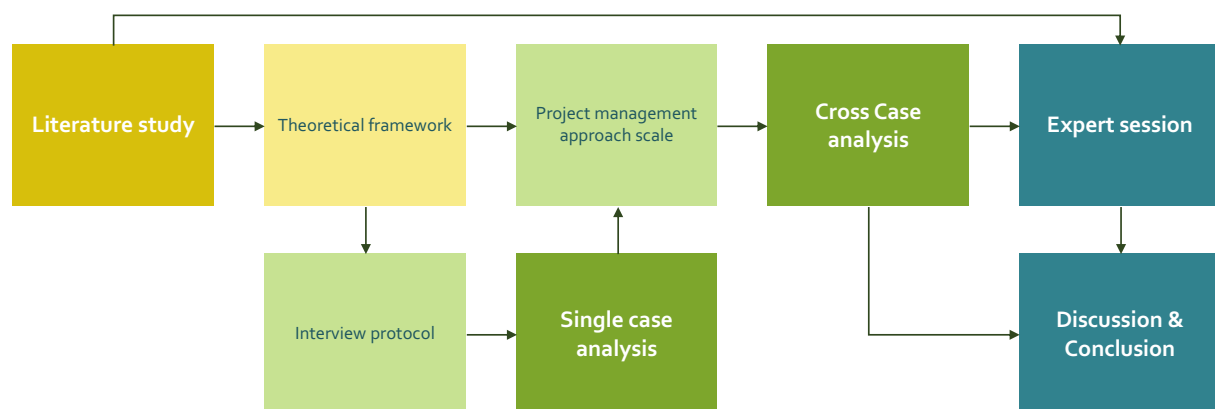 Literature study
Theoretical framework
Project management
approach scale
Cross Case
analysis
Expert session
Interview protocol
Single case
analysis
Discussion &
Conclusion